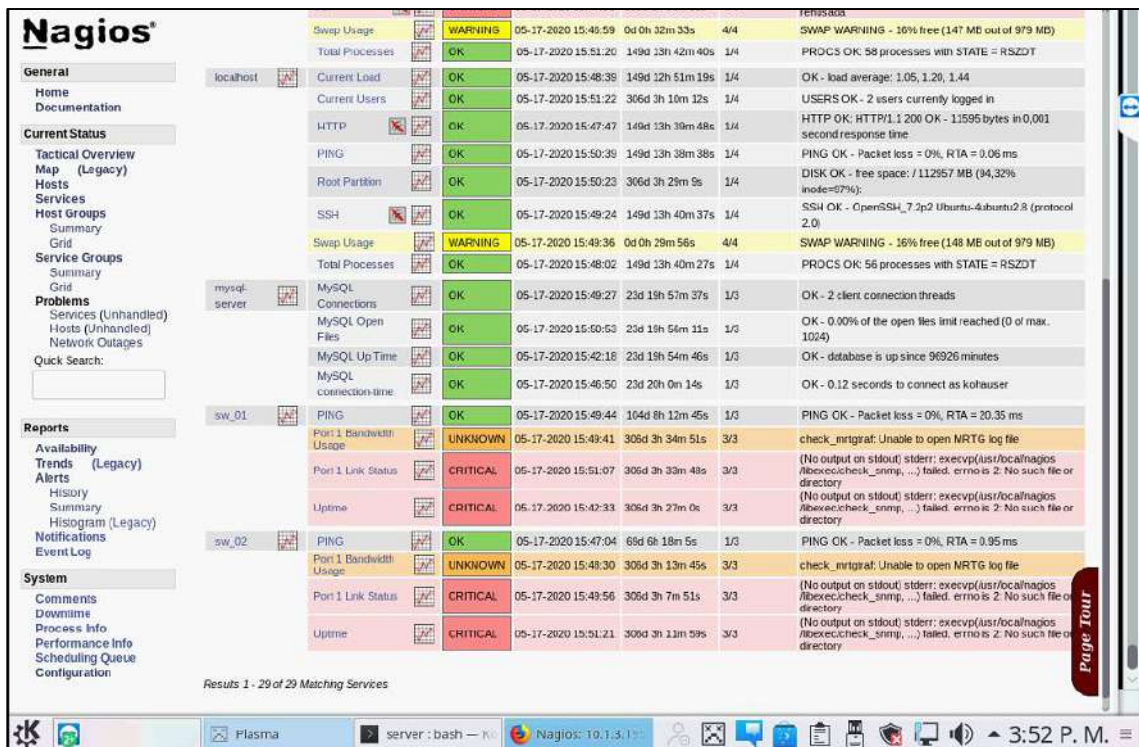 Nagios®
General
Home
Documentation
Current Status
Tactical Overview
Map (Legacy)
Hosts
Services
Host Groups
Summary
Grid
Service Groups
Summary
Grid
Problems
Services (Unhandled)
Hosts (Unhandled)
Network Outages
Quick Search:
Reports
Availability
Trends (Legacy)
Alerts
History
Summary
Histogram (Legacy)
Notifications
Event Log
System
Comments
Downtime
Process Info
Performance Info
Scheduling Queue
Configuration
rehusada
Swap Usage WARNING 05-17-2020 15:46:59 0d 0h 32m 33s 4/4 SWAP WARNING - 16% free (147 MB out of 979 MB)
Total Processes OK 05-17-2020 15:51:20 149d 13h 42m 40s 1/4 PROCS OK: 58 processes with STATE = RSZDT
localhost Current Load OK 05-17-2020 15:48:39 149d 12h 51m 19s 1/4 OK - load average: 1.05, 1.20, 1.44
Current Users OK 05-17-2020 15:51:22 306d 3h 10m 12s 1/4 USERS OK - 2 users currently logged in
HTTP OK 05-17-2020 15:47:47 149d 13h 39m 48s 1/4 HTTP OK: HTTP/1.1 200 OK - 11595 bytes in 0,001
second response time
PING OK 05-17-2020 15:50:39 149d 13h 38m 38s 1/4 PING OK - Packet loss = 0%, RTA = 0.06 ms
Root Partition OK 05-17-2020 15:50:23 306d 3h 29m 9s 1/4 DISK OK - free space: / 112957 MB (94,32%
inode=97%):
SSH OK 05-17-2020 15:49:24 149d 13h 40m 37s 1/4 SSH OK - OpenSSH_7.2p2 Ubuntu-4ubuntu2.8 (protocol
2.0)
Swap Usage WARNING 05-17-2020 15:49:36 0d 0h 29m 56s 4/4 SWAP WARNING - 16% free (148 MB out of 979 MB)
Total Processes OK 05-17-2020 15:48:02 149d 13h 40m 27s 1/4 PROCS OK: 56 processes with STATE = RSZDT
mysql-
server MySQL
Connections OK 05-17-2020 15:49:27 23d 19h 57m 37s 1/3 OK - 2 client connection threads
MySQL Open
Files OK 05-17-2020 15:50:53 23d 19h 56m 11s 1/3 OK - 0.00% of the open files limit reached (0 of max.
1024)
MySQL Up Time OK 05-17-2020 15:42:18 23d 19h 54m 46s 1/3 OK - database is up since 96926 minutes
MySQL
connection-time OK 05-17-2020 15:46:50 23d 20h 0m 14s 1/3 OK - 0.12 seconds to connect as kohauser
sw_01 PING OK 05-17-2020 15:49:44 104d 8h 12m 45s 1/3 PING OK - Packet loss = 0%, RTA = 20.35 ms
Port 1 Bandwidth
Usage UNKNOWN 05-17-2020 15:49:41 306d 3h 34m 51s 3/3 check_mrtgtraf: Unable to open MRTG log file
Port 1 Link Status CRITICAL 05-17-2020 15:51:07 306d 3h 33m 48s 3/3 (No output on stdout) stderr: execvp(/usr/local/nagios
/libexec/check_snmp, ...) failed. errno is 2: No such file or
directory
Uptime CRITICAL 05-17-2020 15:42:33 306d 3h 27m 0s 3/3 (No output on stdout) stderr: execvp(/usr/local/nagios
/libexec/check_snmp, ...) failed. errno is 2: No such file or
directory
sw_02 PING OK 05-17-2020 15:47:04 69d 6h 18m 5s 1/3 PING OK - Packet loss = 0%, RTA = 0.95 ms
Port 1 Bandwidth
Usage UNKNOWN 05-17-2020 15:48:30 306d 3h 13m 45s 3/3 check_mrtgtraf: Unable to open MRTG log file
Port 1 Link Status CRITICAL 05-17-2020 15:49:56 306d 3h 7m 51s 3/3 (No output on stdout) stderr: execvp(/usr/local/nagios
/libexec/check_snmp, ...) failed. errno is 2: No such file or
directory
Uptime CRITICAL 05-17-2020 15:51:21 306d 3h 11m 59s 3/3 (No output on stdout) stderr: execvp(/usr/local/nagios
/libexec/check_snmp, ...) failed. errno is 2: No such file or
directory
Results 1 - 29 of 29 Matching Services
Page Tour
Plasma
server : bash —
Nagios: 10.1.3.
3:52 P. M.